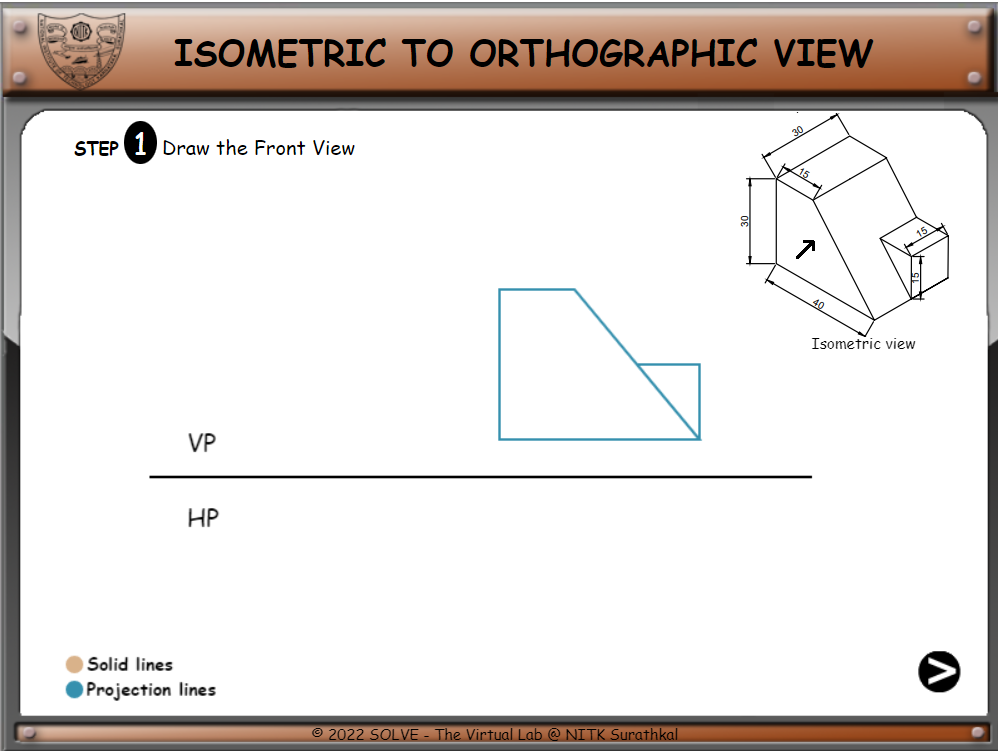 ISOMETRIC TO ORTHOGRAPHIC VIEW
STEP 1 Draw the Front View
30
15
30
15
15
40
Isometric view
VP
HP
Solid lines
Projection lines
>
© 2022 SOLVE - The Virtual Lab @ NITK Surathkal